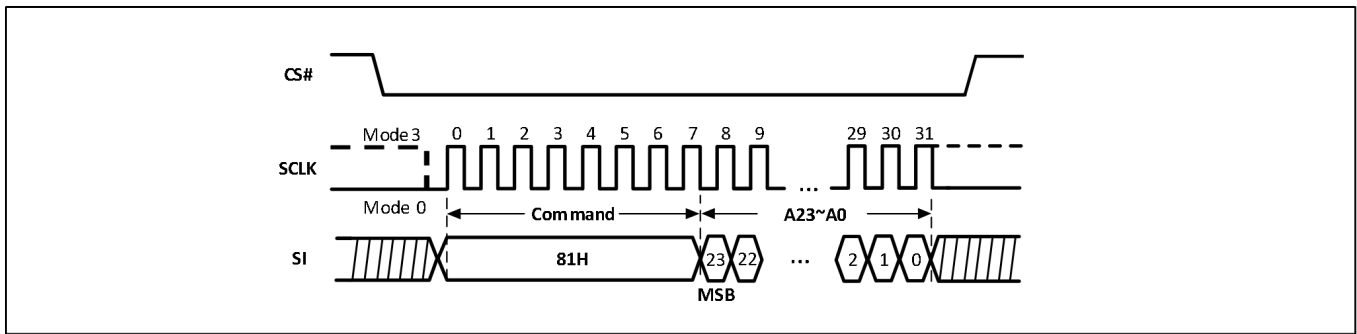 CS#
Mode 3 0 1 2 3 4 5 6 7 8 9 29 30 31
SCLK ...
Mode 0 Command A23~A0
SI 81H 23 22 ... 2 1 0
MSB